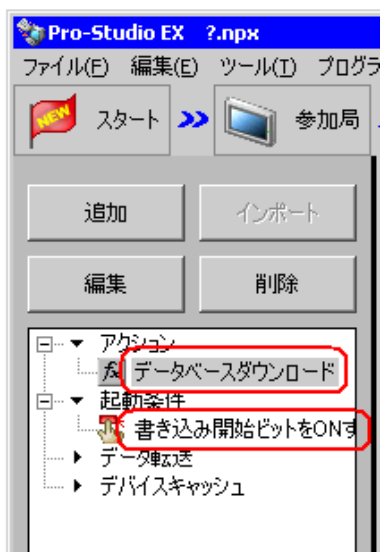 Pro-Studio EX ?.npx
ファイル(F) 編集(E) ツール(T) プログラ
NEW スタート 参加局
追加 インポート
編集 削除
アクション
fx データベースダウンロード
起動条件
書き込み開始ビットをONす
データ転送
デバイスキャッシュ